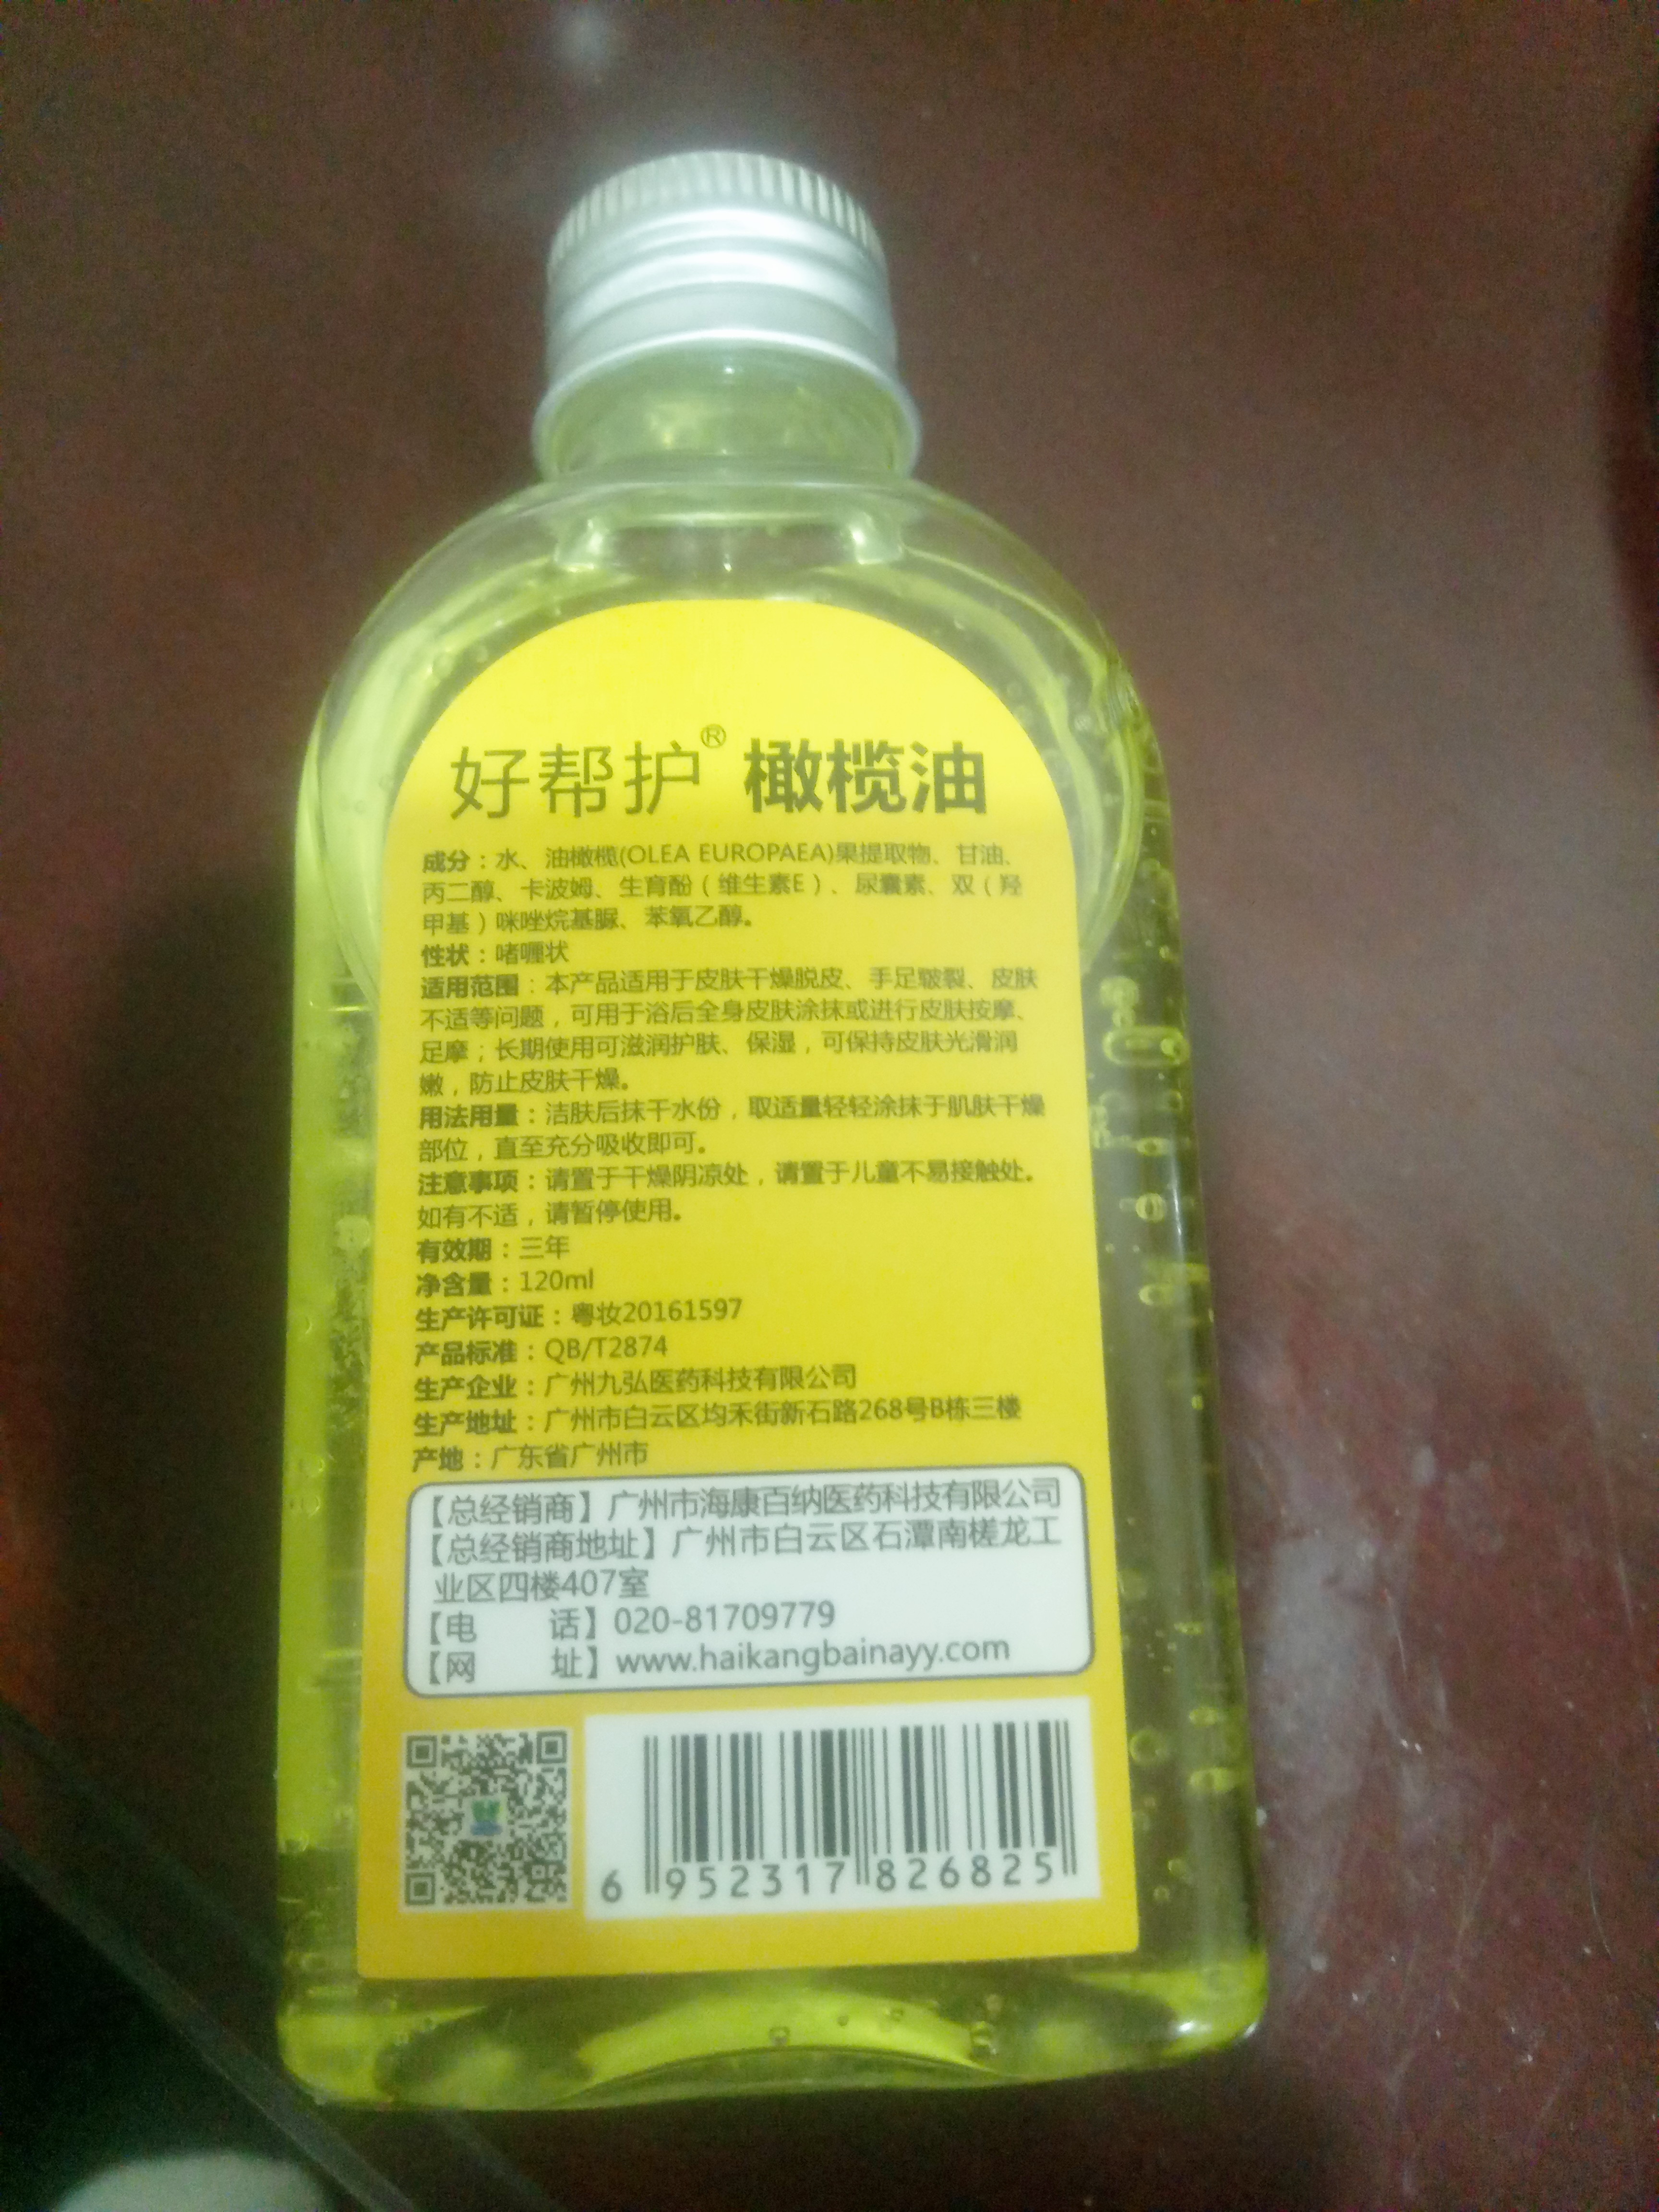 好帮护® 橄榄油
成分：水、油橄榄(OLEA EUROPAEA)果提取物、甘油、
丙二醇、卡波姆、生育酚（维生素E）、尿囊素、双（羟
甲基）咪唑烷基脲、苯氧乙醇。
性状：啫喱状
适用范围：本产品适用于皮肤干燥脱皮、手足皲裂、皮肤
不适等问题，可用于浴后全身皮肤涂抹或进行皮肤按摩、
足摩；长期使用可滋润护肤、保湿，可保持皮肤光滑润
嫩，防止皮肤干燥。
用法用量：洁肤后抹干水份，取适量轻轻涂抹于肌肤干燥
部位，直至充分吸收即可。
注意事项：请置于干燥阴凉处，请置于儿童不易接触处。
如有不适，请暂停使用。
有效期：三年
净含量：120ml
生产许可证：粤妆20161597
产品标准：QB/T2874
生产企业：广州九弘医药科技有限公司
生产地址：广州市白云区均禾街新石路268号B栋三楼
产地：广东省广州市
【总经销商】广州市海康百纳医药科技有限公司
【总经销商地址】广州市白云区石潭南槎龙工
业区四楼407室
【电 话】020-81709779
【网 址】www.haikangbainayy.com
6 952317 826825